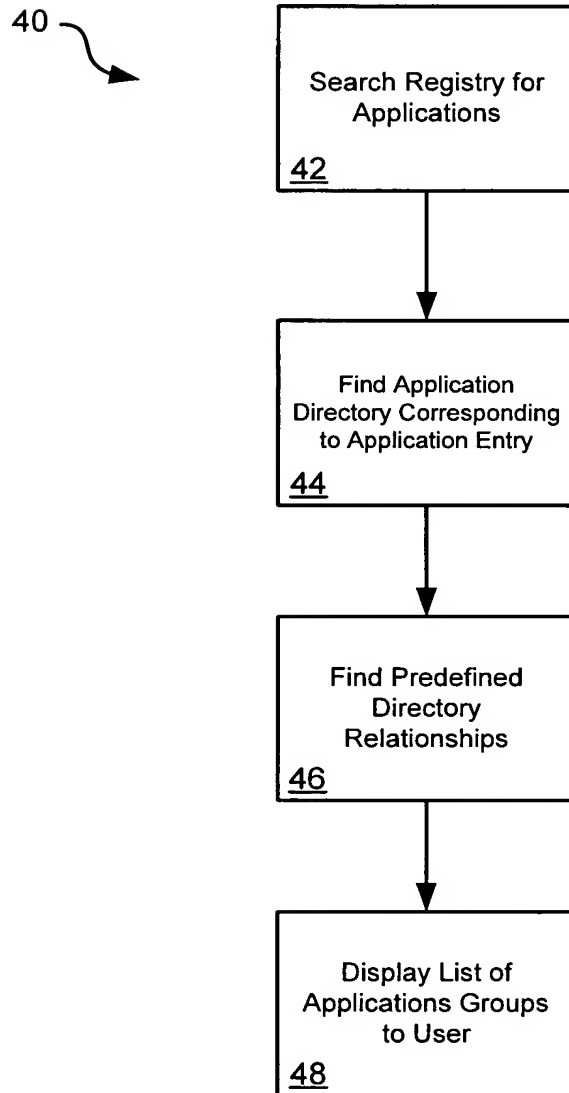 40
Search Registry for
Applications
42
Find Application
Directory Corresponding
to Application Entry
44
Find Predefined
Directory
Relationships
46
Display List of
Applications Groups
to User
48